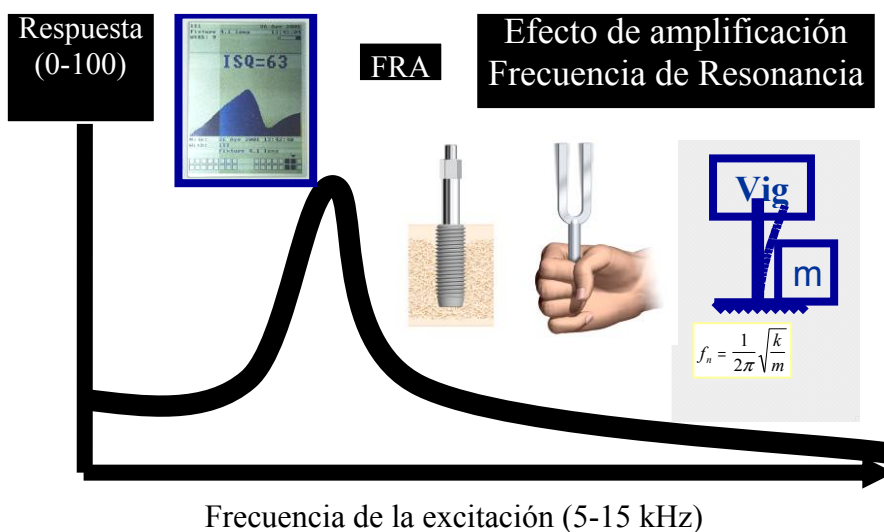 Respuesta
(0-100)
ISQ=63
FRA
Efecto de amplificación
Frecuencia de Resonancia
Vig
m
f_n = 1/2π √k/m
Frecuencia de la excitación (5-15 kHz)